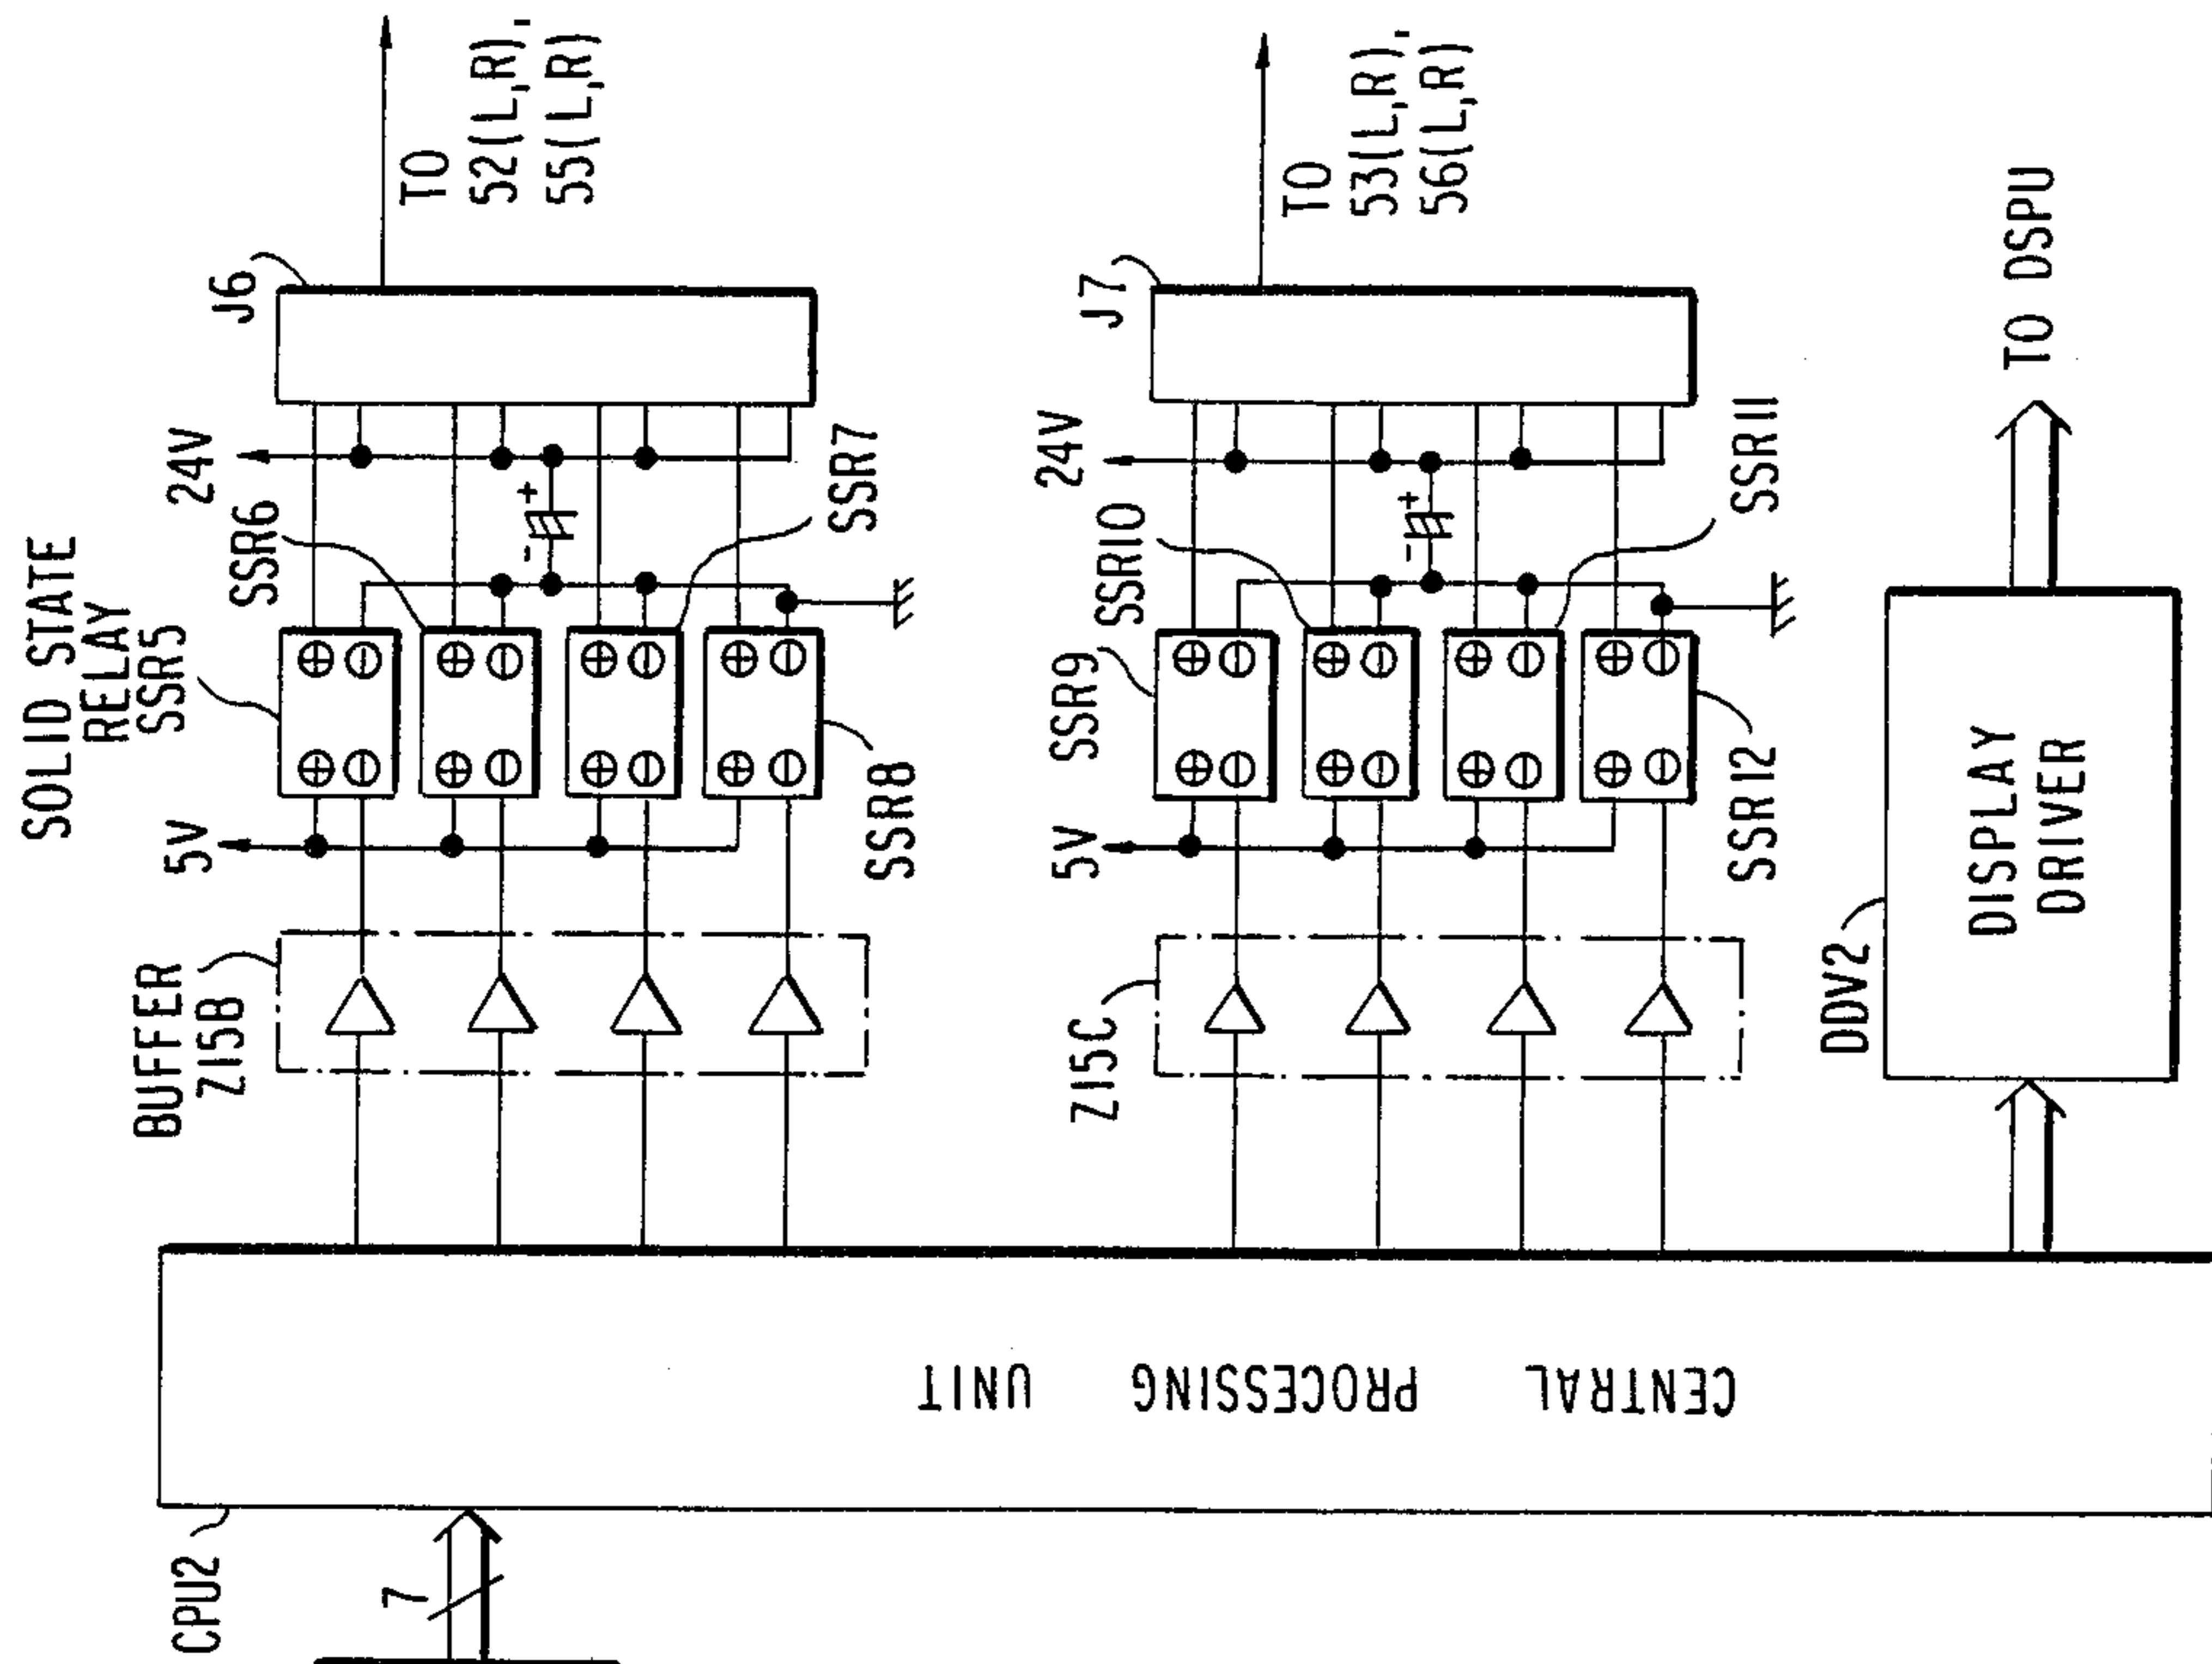 SOLID STATE
RELAY
SSR5
BUFFER
Z15B
5V
24V
SSR6
J6
SSR7
SSR8
TO
52(L,R),
55(L,R)
Z15C
5V
SSR9
SSR10
24V
J7
SSR11
SSR12
TO
53(L,R),
56(L,R)
CPU2
7
CENTRAL PROCESSING UNIT
DDV2
DISPLAY
DRIVER
TO DSPU